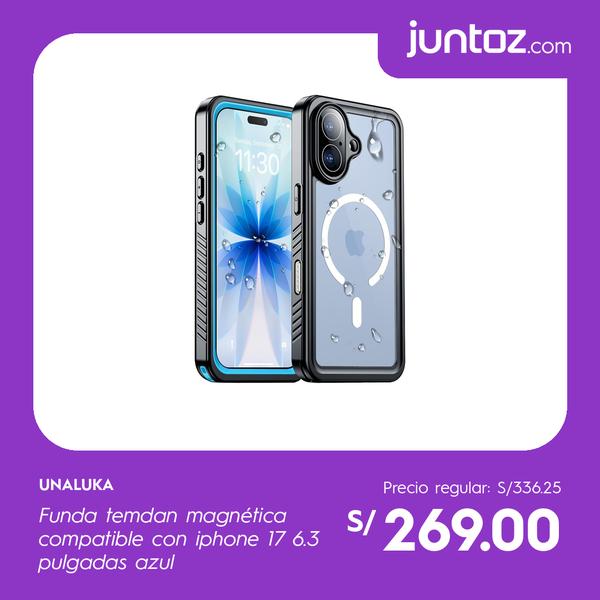 juntoz.com
11:30
UNALUKA
Funda temdan magnética
compatible con iphone 17 6.3
pulgadas azul
Precio regular: S/336.25
S/ 269.00